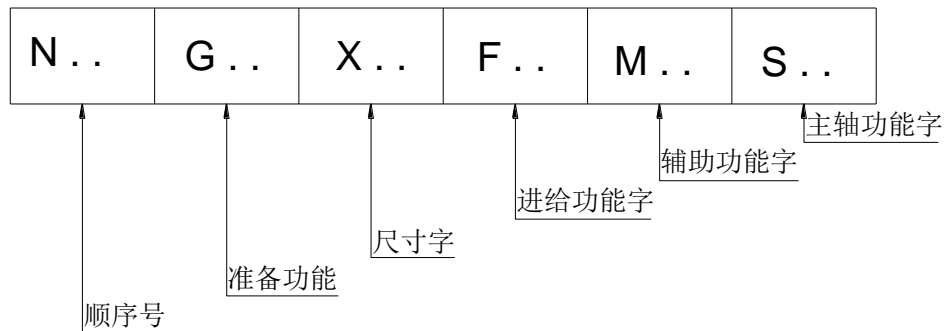 N . . G . . X . . F . . M . . S . .
主轴功能字
辅助功能字
进给功能字
尺寸字
准备功能
顺序号